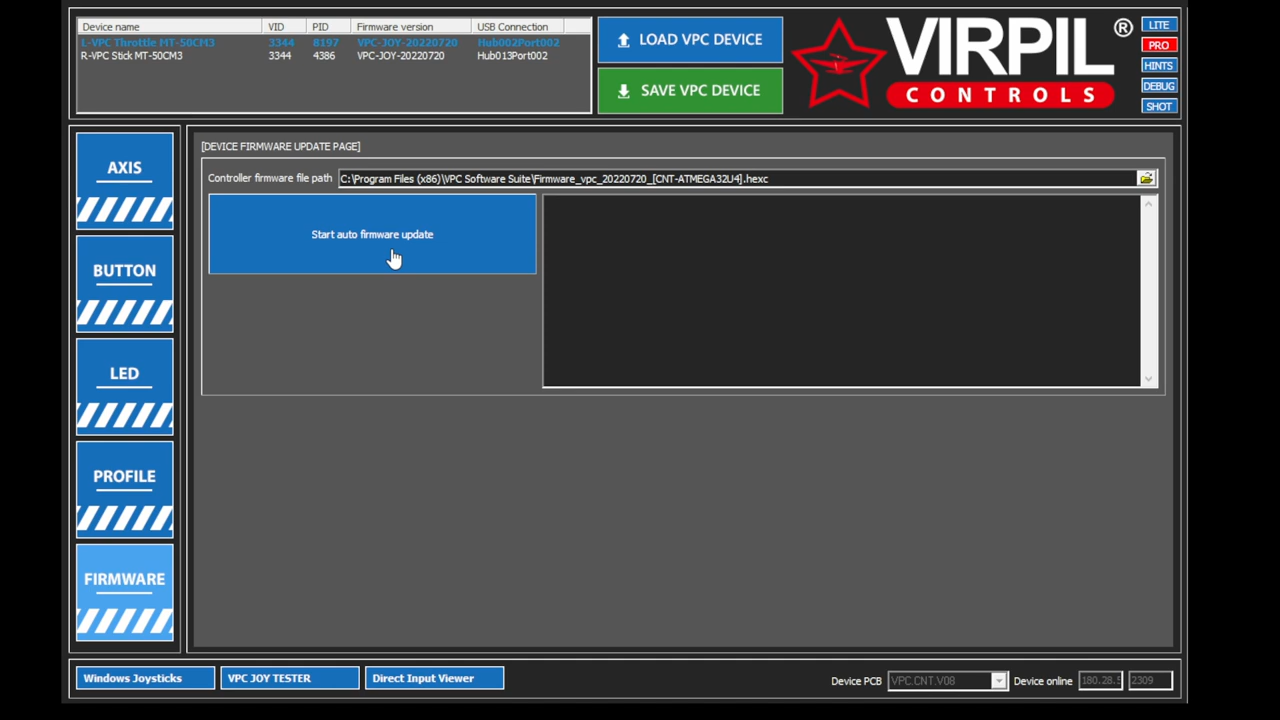 Device name VID PID Firmware version USB Connection
L-VPC Throttle MT-50CM3 3344 8197 VPC-JOY-20220720 Hub002Port002
R-VPC Stick MT-50CM3 3344 4386 VPC-JOY-20220720 Hub013Port002
LOAD VPC DEVICE
SAVE VPC DEVICE
VIRPIL ®
CONTROLS
LITE
PRO
HINTS
DEBUG
SHOT
AXIS
BUTTON
LED
PROFILE
FIRMWARE
[DEVICE FIRMWARE UPDATE PAGE]
Controller firmware file path C:\Program Files (x86)\VPC Software Suite\Firmware_vpc_20220720_[CNT-ATMEGA32U4].hexc
Start auto firmware update
Windows Joysticks VPC JOY TESTER Direct Input Viewer
Device PCB VPC.CNT.V08 Device online 2309